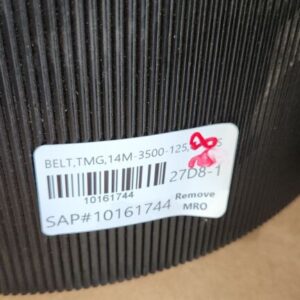 BELT,TMG,14M-3500-125,
27D8-1
10161744
Remove
SAP#10161744
MRO